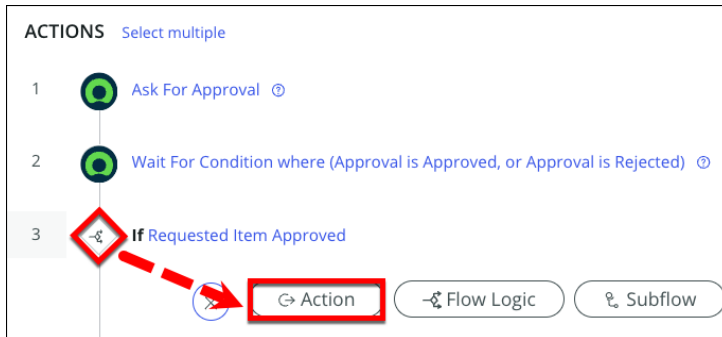 ACTIONS Select multiple
1 Ask For Approval
2 Wait For Condition where (Approval is Approved, or Approval is Rejected)
3 If Requested Item Approved
Action Flow Logic Subflow